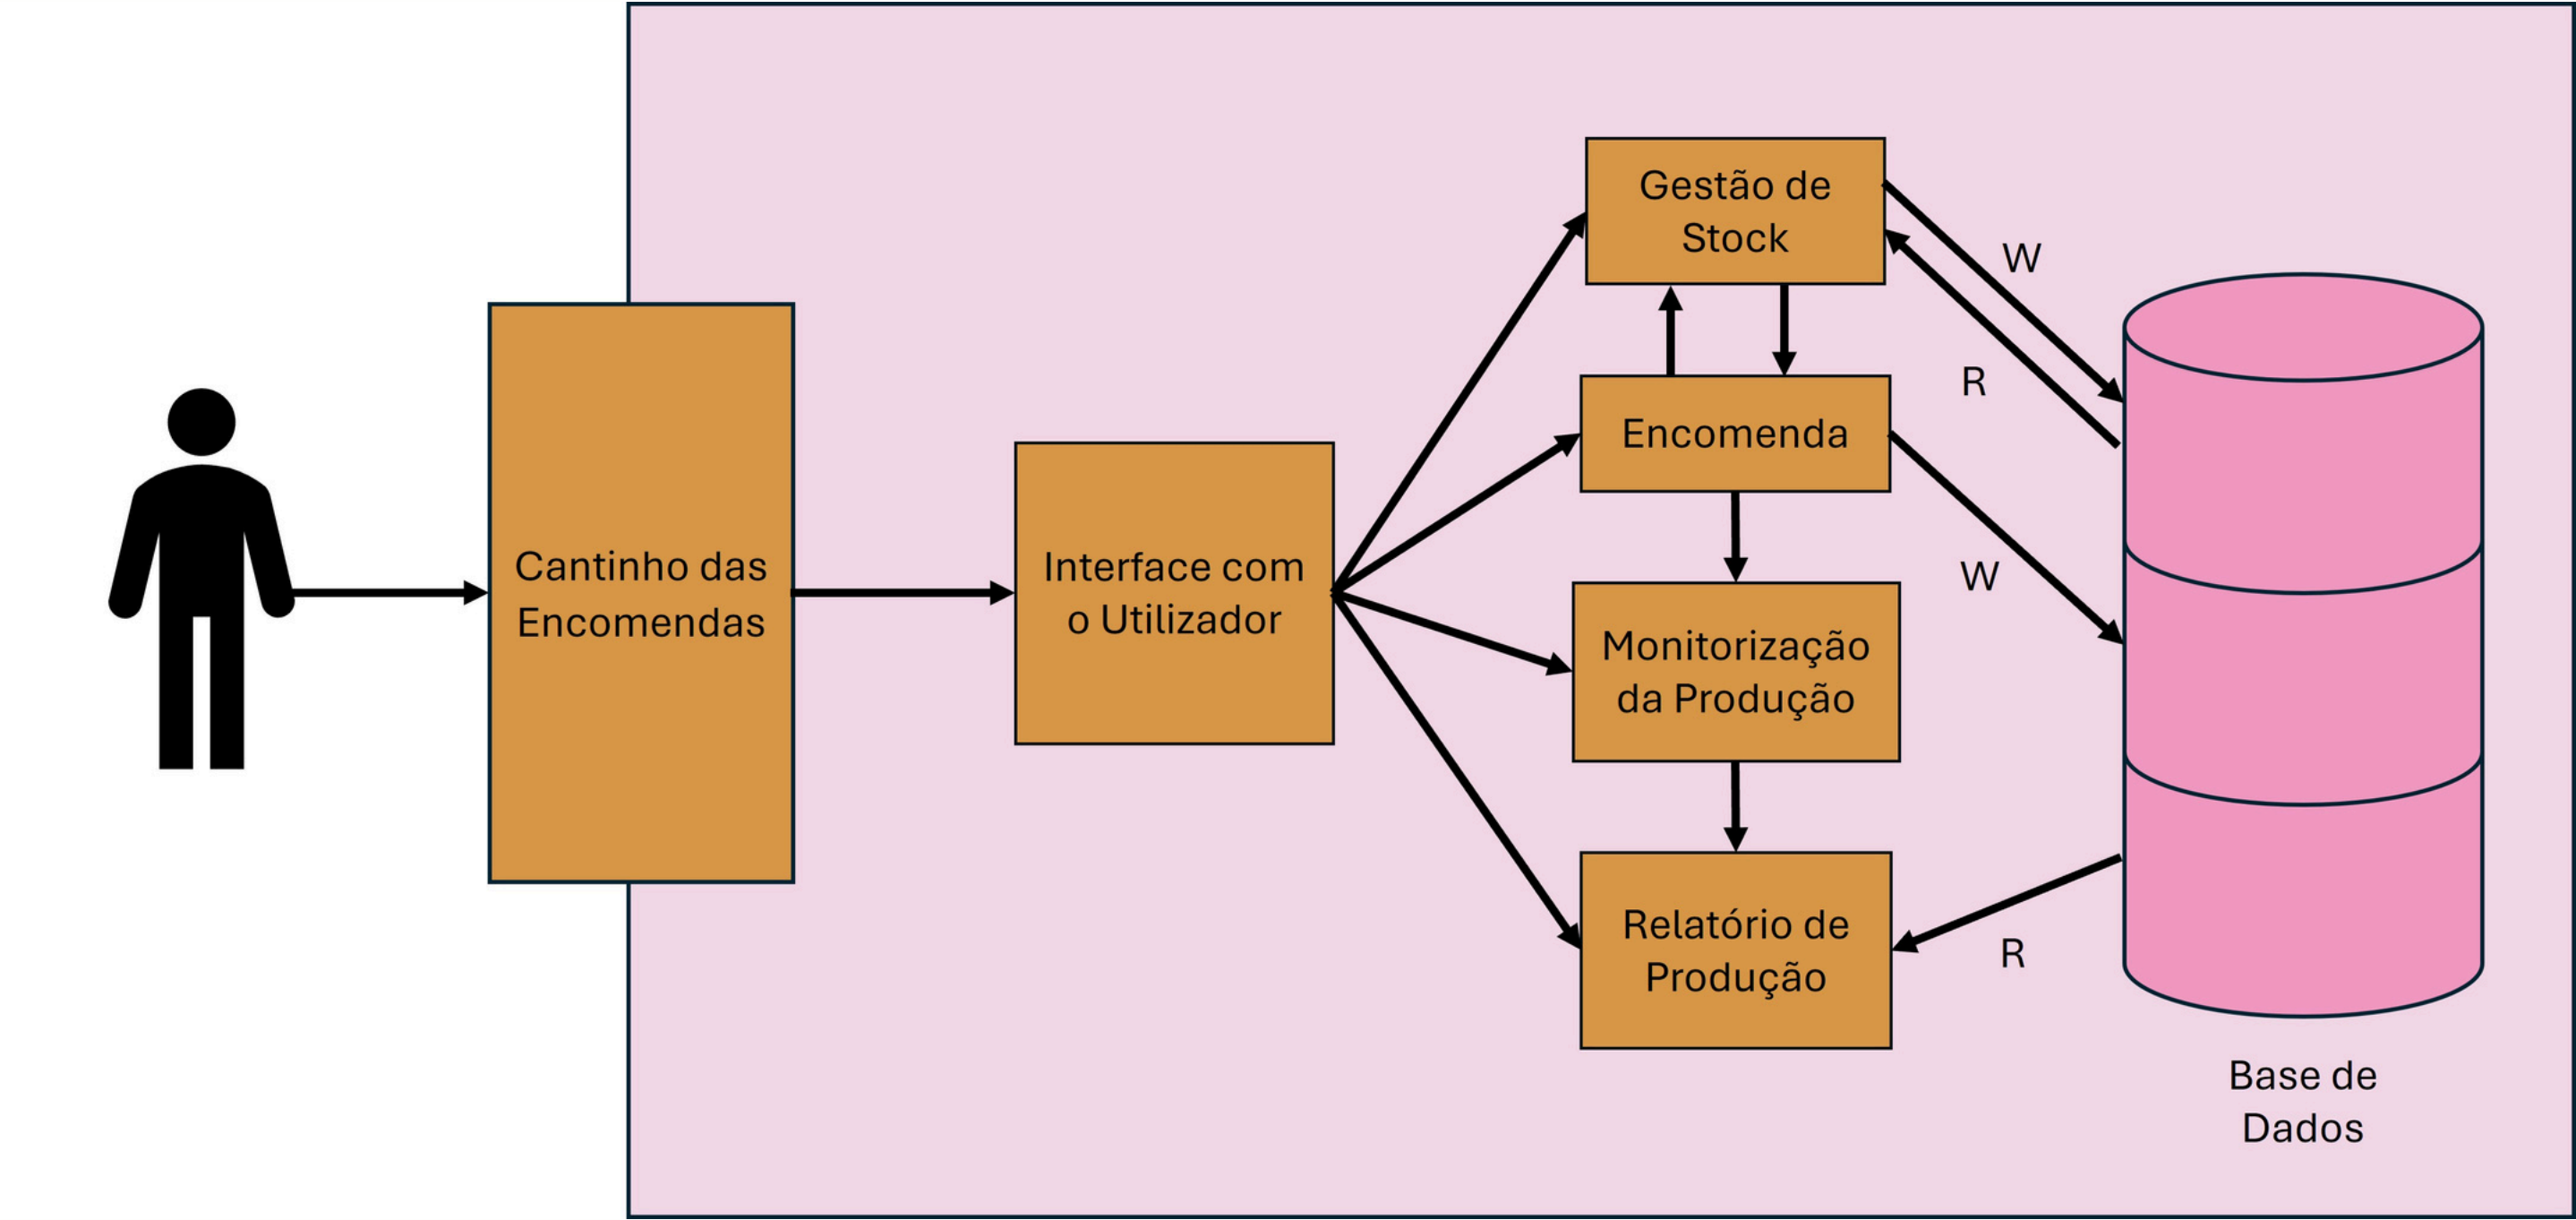 Cantinho das
Encomendas
Interface com
o Utilizador
Gestão de
Stock
Encomenda
Monitorização
da Produção
Relatório de
Produção
W
R
W
R
Base de
Dados